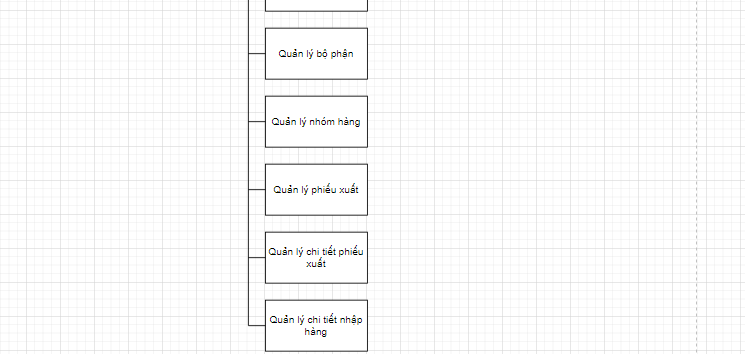 Quản lý bộ phận
Quản lý nhóm hàng
Quản lý phiếu xuất
Quản lý chi tiết phiếu
xuất
Quản lý chi tiết nhập
hàng